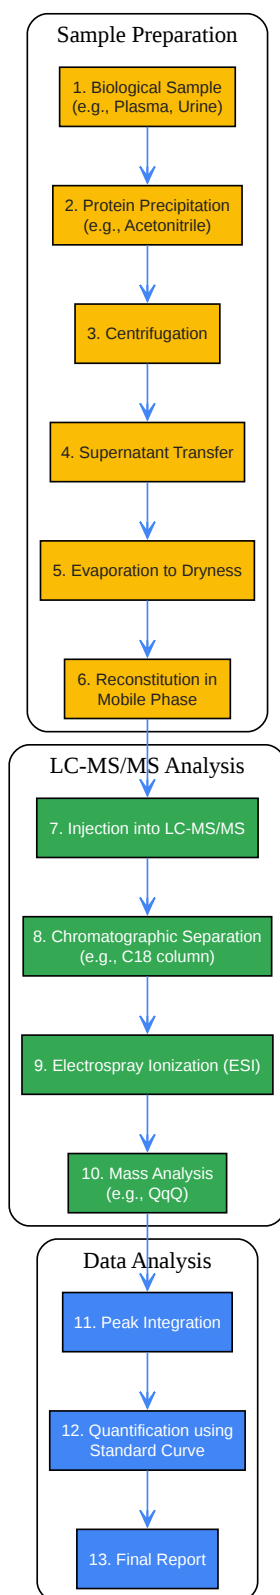 Sample Preparation
1. Biological Sample
(e.g., Plasma, Urine)
2. Protein Precipitation
(e.g., Acetonitrile)
3. Centrifugation
4. Supernatant Transfer
5. Evaporation to Dryness
6. Reconstitution in
Mobile Phase
LC-MS/MS Analysis
7. Injection into LC-MS/MS
8. Chromatographic Separation
(e.g., C18 column)
9. Electrospray Ionization (ESI)
10. Mass Analysis
(e.g., QqQ)
Data Analysis
11. Peak Integration
12. Quantification using
Standard Curve
13. Final Report